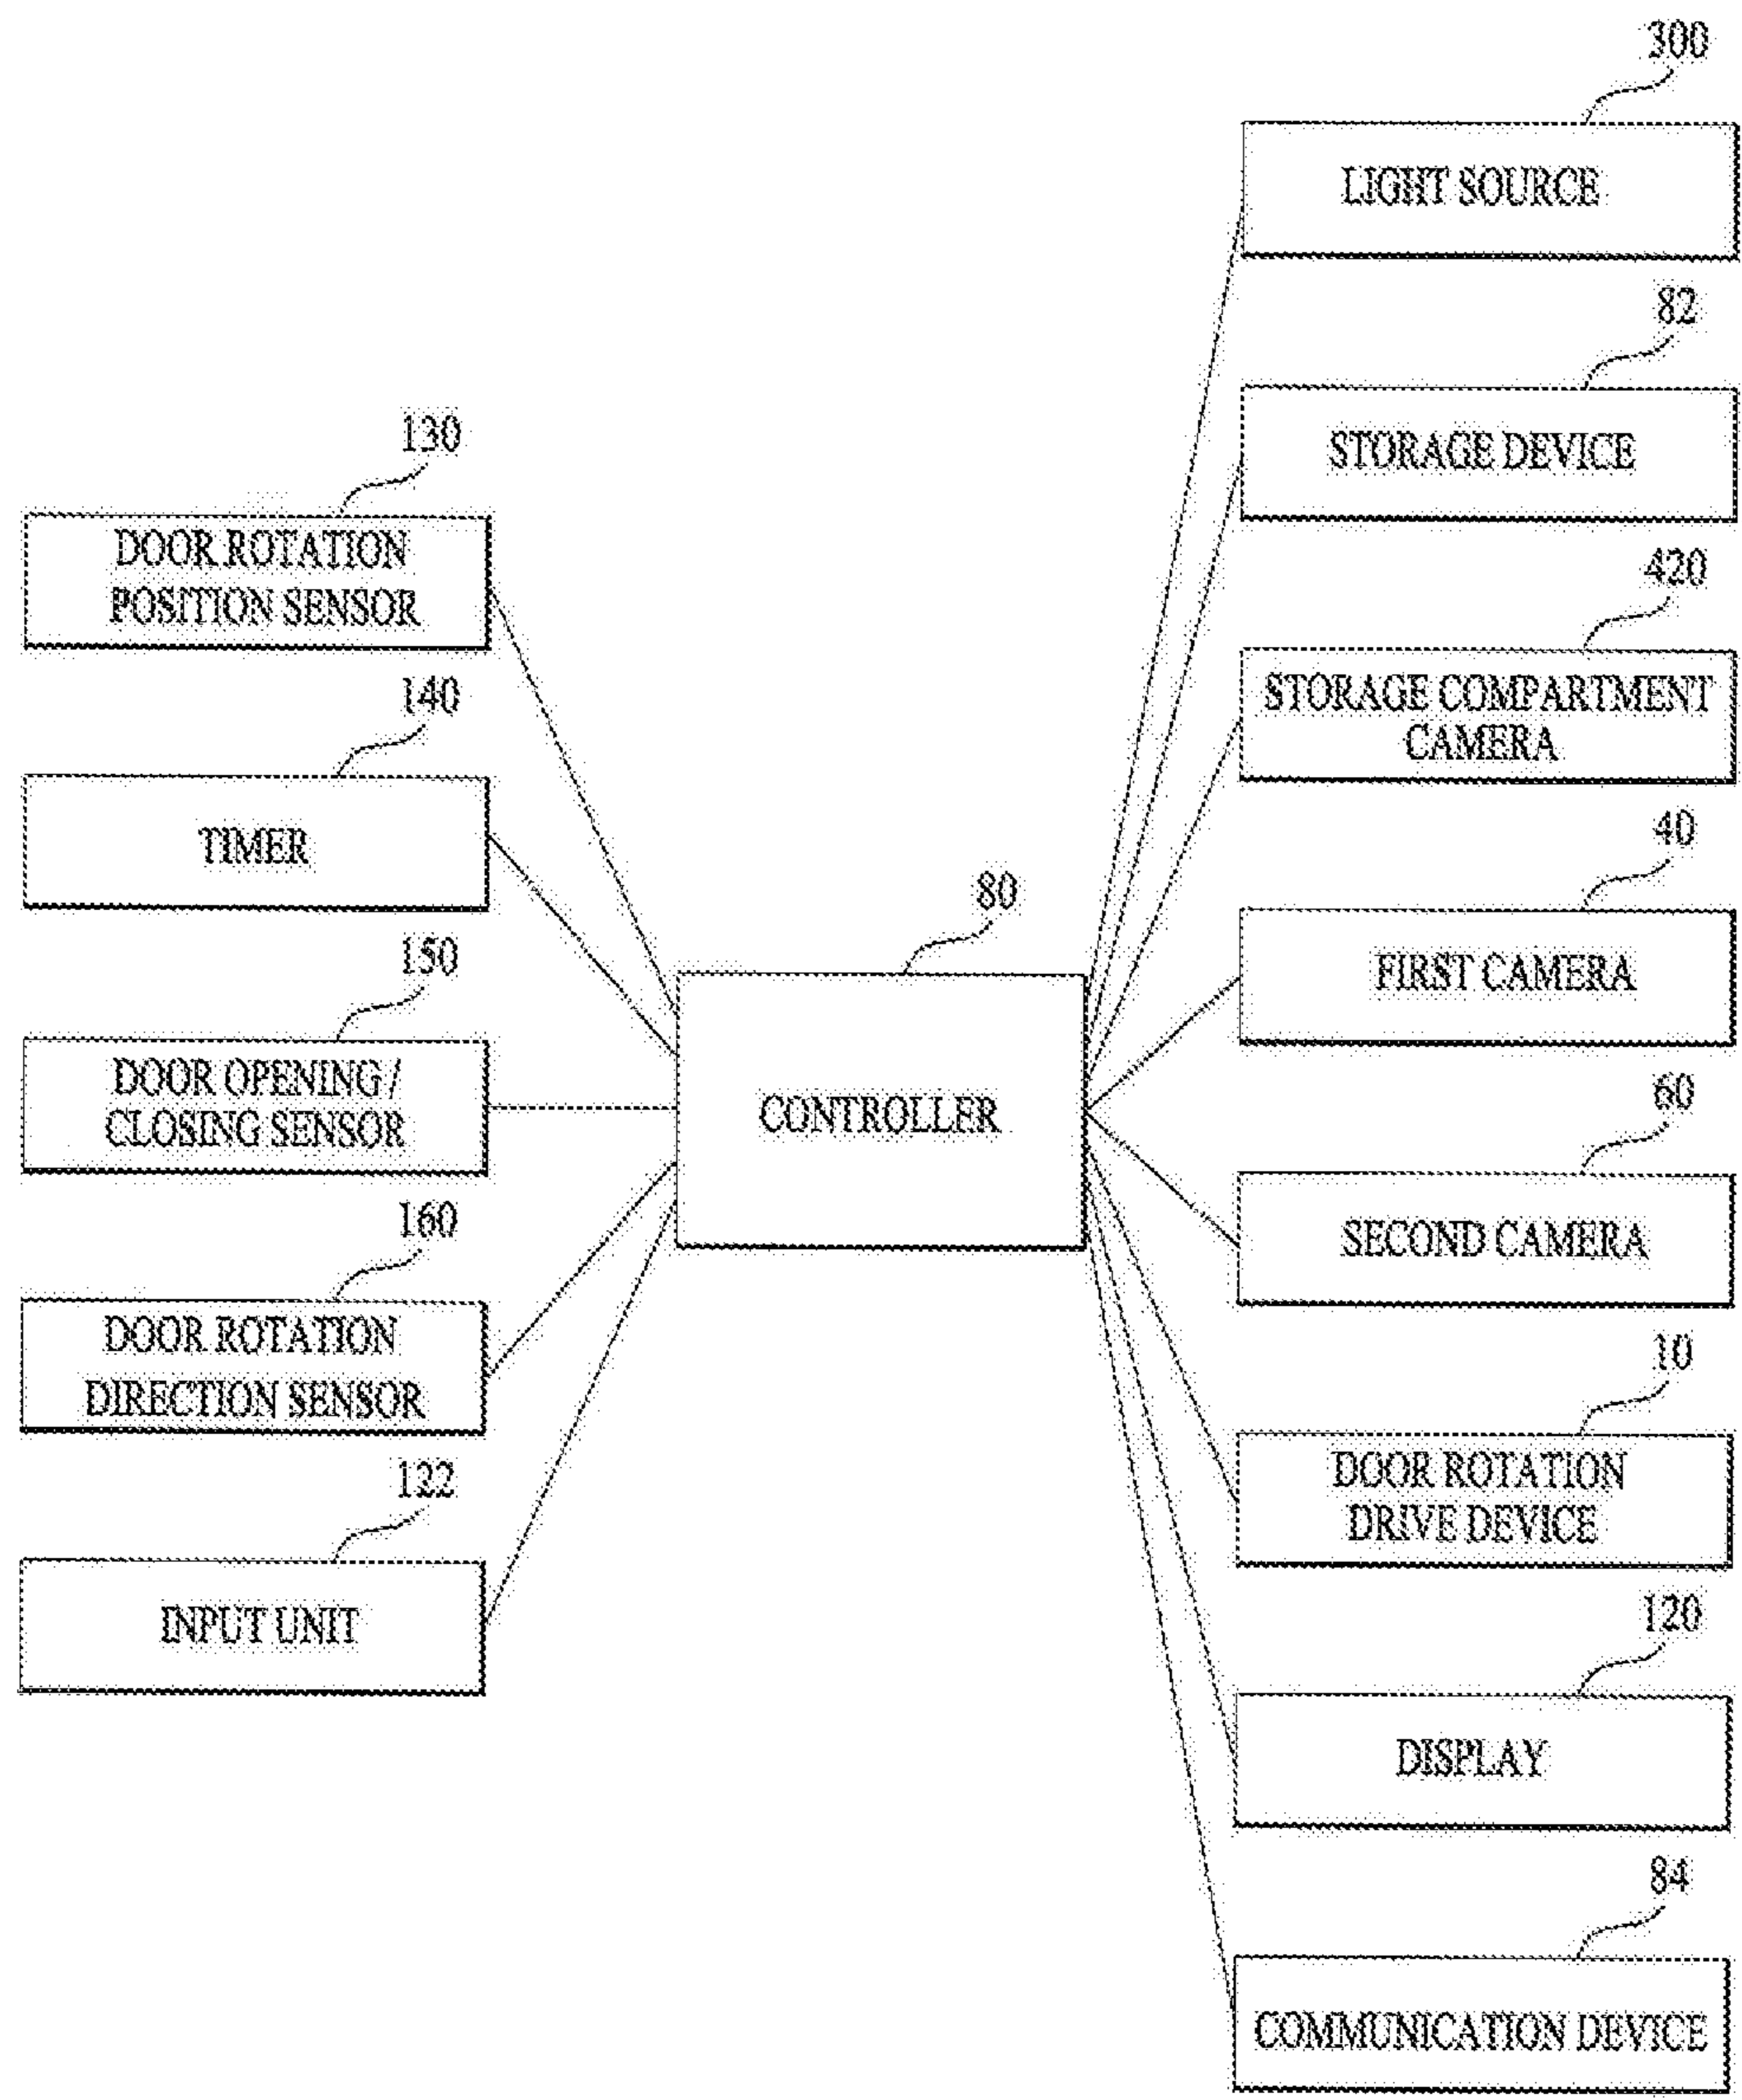 300
LIGHT SOURCE
82
STORAGE DEVICE
130
DOOR ROTATION
POSITION SENSOR
420
STORAGE COMPARTMENT
CAMERA
140
TIMER
40
FIRST CAMERA
80
CONTROLLER
150
DOOR OPENING /
CLOSING SENSOR
60
SECOND CAMERA
160
DOOR ROTATION
DIRECTION SENSOR
10
DOOR ROTATION
DRIVE DEVICE
122
INPUT UNIT
120
DISPLAY
84
COMMUNICATION DEVICE